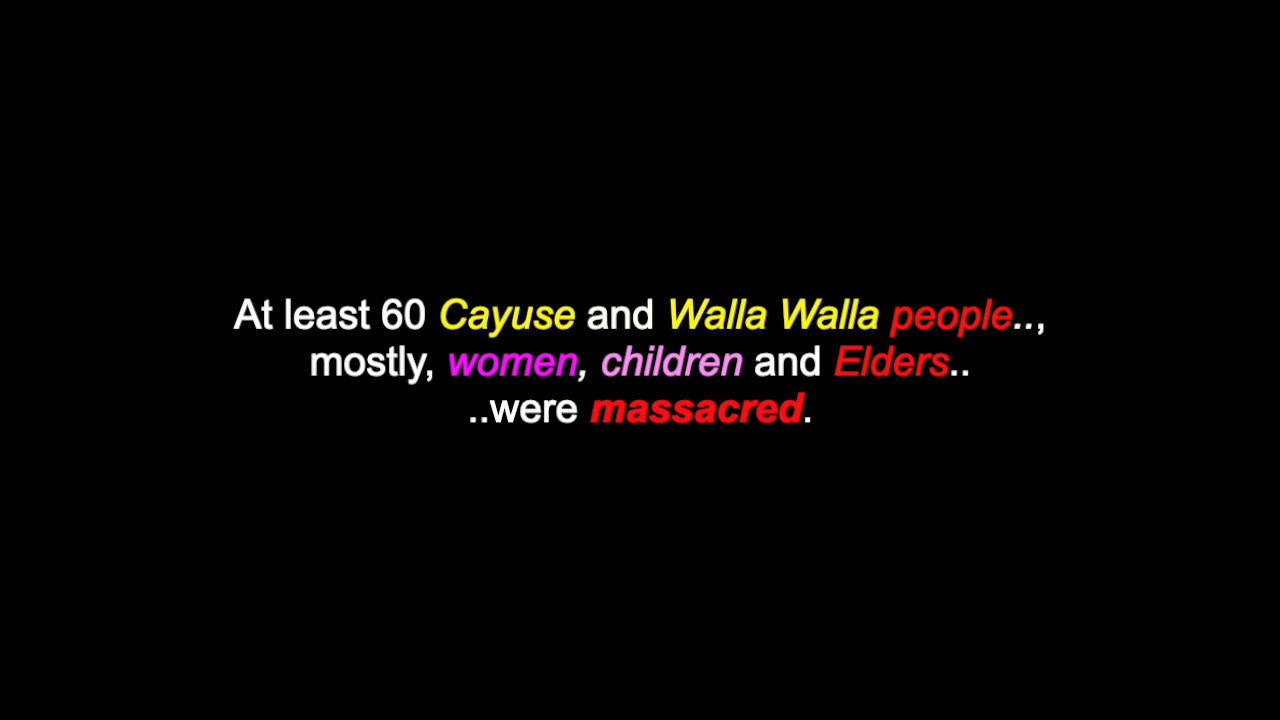 At least 60 Cayuse and Walla Walla people..,
mostly, women, children and Elders..
..were massacred.